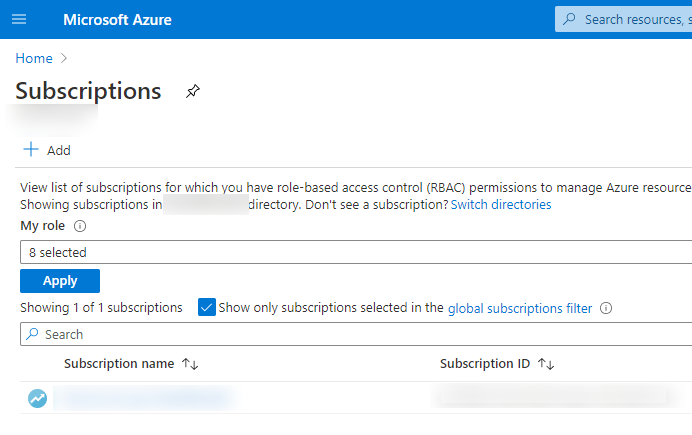 Microsoft Azure
Search resources, s
Home
Subscriptions
Add
View list of subscriptions for which you have role-based access control (RBAC) permissions to manage Azure resource
Showing subscriptions in directory. Don't see a subscription? Switch directories
My role
8 selected
Apply
Showing 1 of 1 subscriptions Show only subscriptions selected in the global subscriptions filter
Search
Subscription name Subscription ID